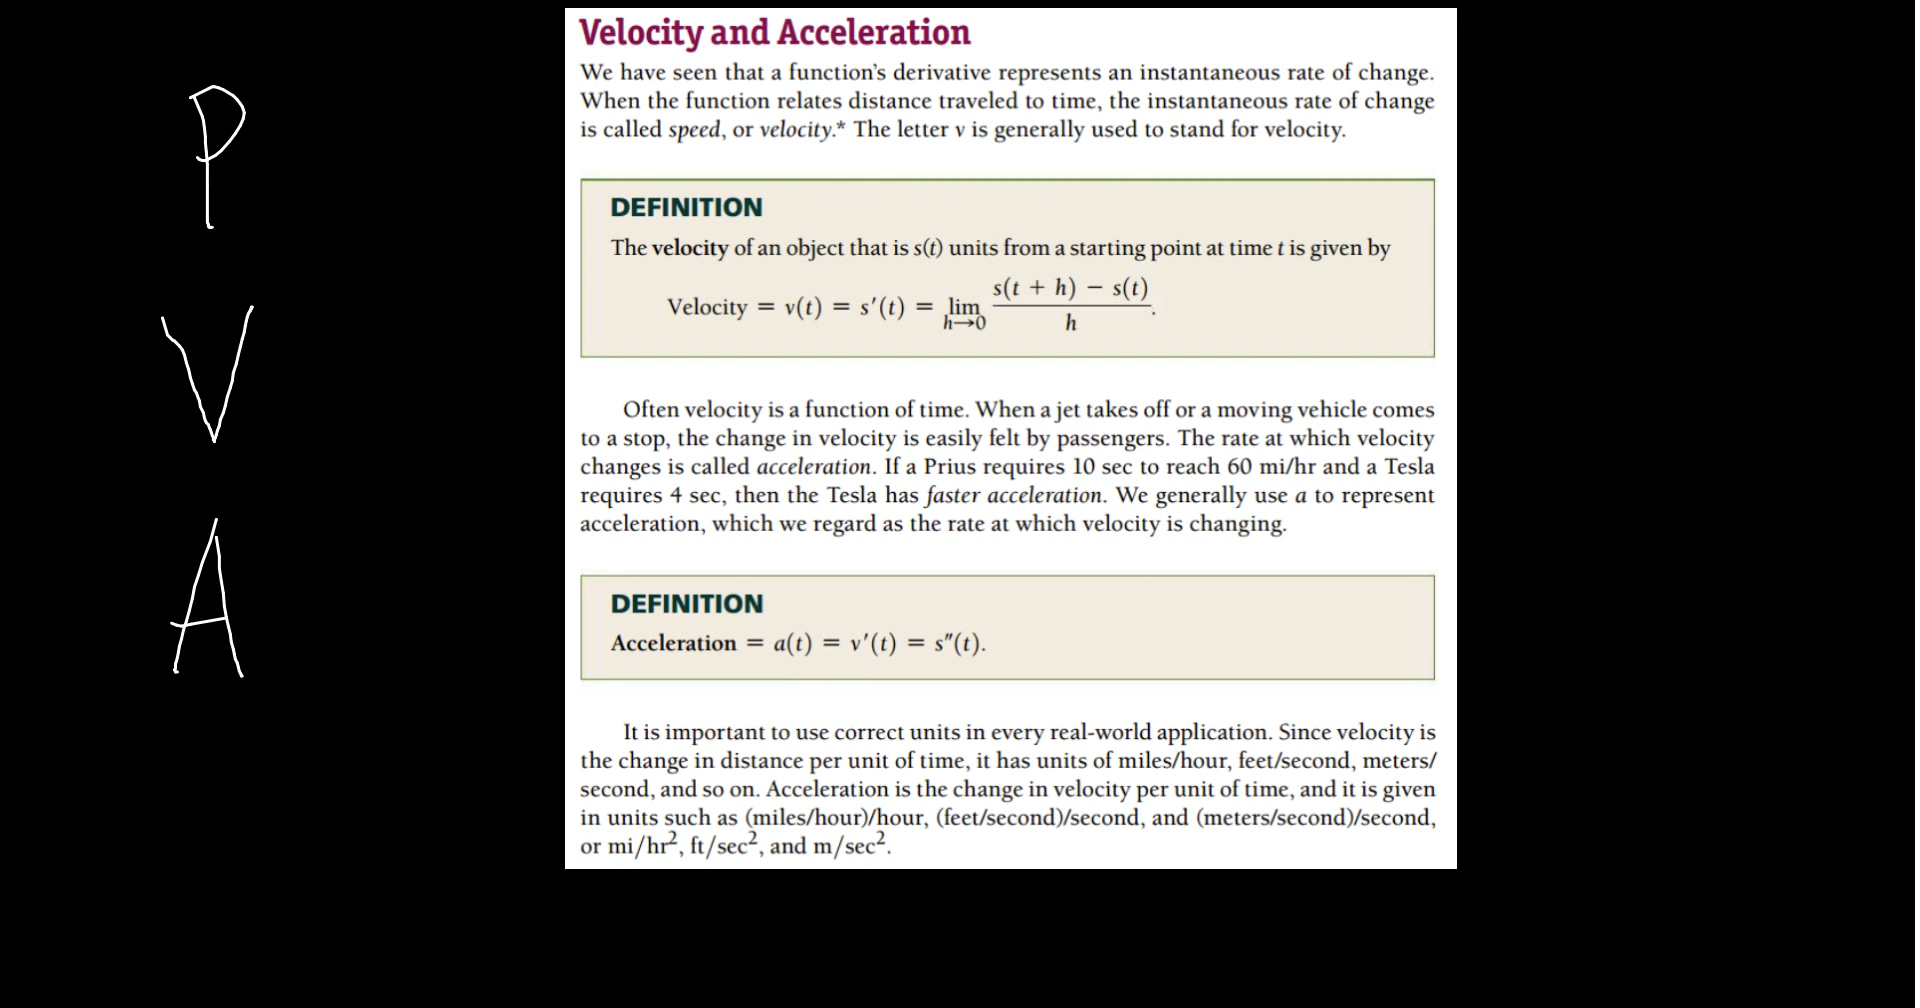 P
V
A
Velocity and Acceleration
We have seen that a function's derivative represents an instantaneous rate of change.
When the function relates distance traveled to time, the instantaneous rate of change
is called speed, or velocity.* The letter v is generally used to stand for velocity.
DEFINITION
The velocity of an object that is s(t) units from a starting point at time t is given by
Velocity = v(t) = s′(t) = lim h→0 (s(t + h) − s(t))/h.
Often velocity is a function of time. When a jet takes off or a moving vehicle comes
to a stop, the change in velocity is easily felt by passengers. The rate at which velocity
changes is called acceleration. If a Prius requires 10 sec to reach 60 mi/hr and a Tesla
requires 4 sec, then the Tesla has faster acceleration. We generally use a to represent
acceleration, which we regard as the rate at which velocity is changing.
DEFINITION
Acceleration = a(t) = v′(t) = s″(t).
It is important to use correct units in every real-world application. Since velocity is
the change in distance per unit of time, it has units of miles/hour, feet/second, meters/
second, and so on. Acceleration is the change in velocity per unit of time, and it is given
in units such as (miles/hour)/hour, (feet/second)/second, and (meters/second)/second,
or mi/hr², ft/sec², and m/sec².